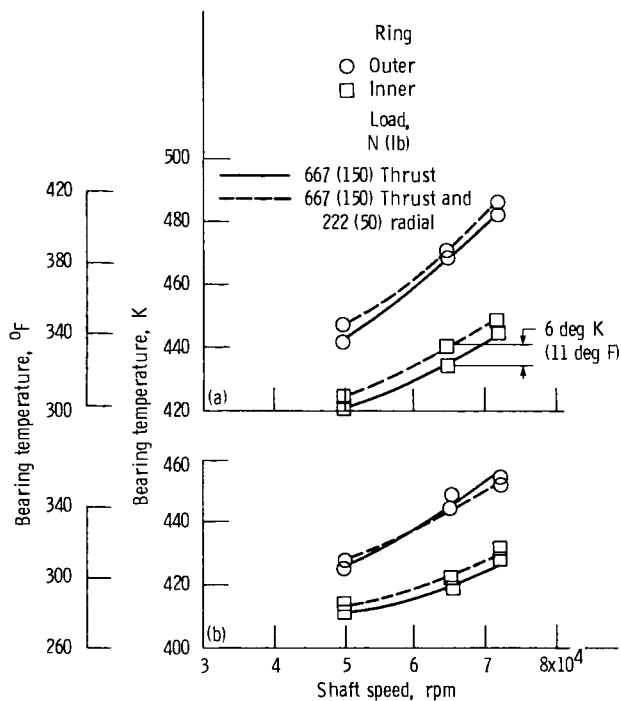 Ring
Outer
Inner
Load,
N (lb)
667 (150) Thrust
667 (150) Thrust and
222 (50) radial
500
480
460
440
420
420
380
340
300
6 deg K
(11 deg F)
(a)
Bearing temperature, °F
Bearing temperature, K
460
440
420
400
340
300
260
(b)
3
4
5
6
7
8x10⁴
Shaft speed, rpm